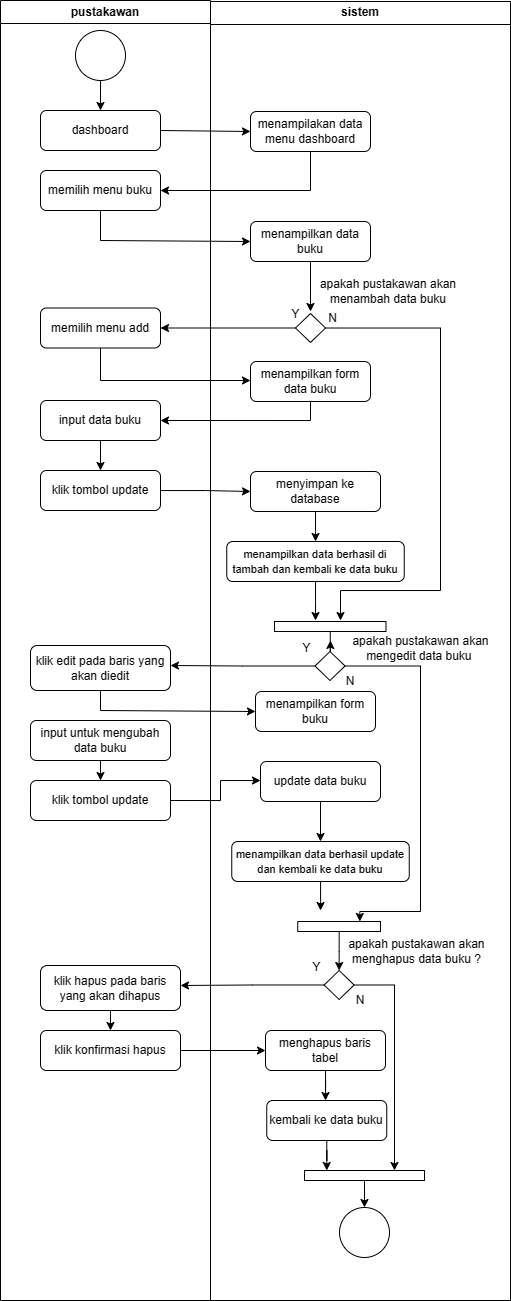 pustakawan
sistem
dashboard
menampilakan data
menu dashboard
memilih menu buku
menampilkan data
buku
apakah pustakawan akan
menambah data buku
Y
N
memilih menu add
menampilkan form
data buku
input data buku
klik tombol update
menyimpan ke
database
menampilkan data berhasil di
tambah dan kembali ke data buku
apakah pustakawan akan
mengedit data buku
Y
N
klik edit pada baris yang
akan diedit
menampilkan form
buku
input untuk mengubah
data buku
klik tombol update
update data buku
menampilkan data berhasil update
dan kembali ke data buku
apakah pustakawan akan
menghapus data buku ?
Y
N
klik hapus pada baris
yang akan dihapus
klik konfirmasi hapus
menghapus baris
tabel
kembali ke data buku